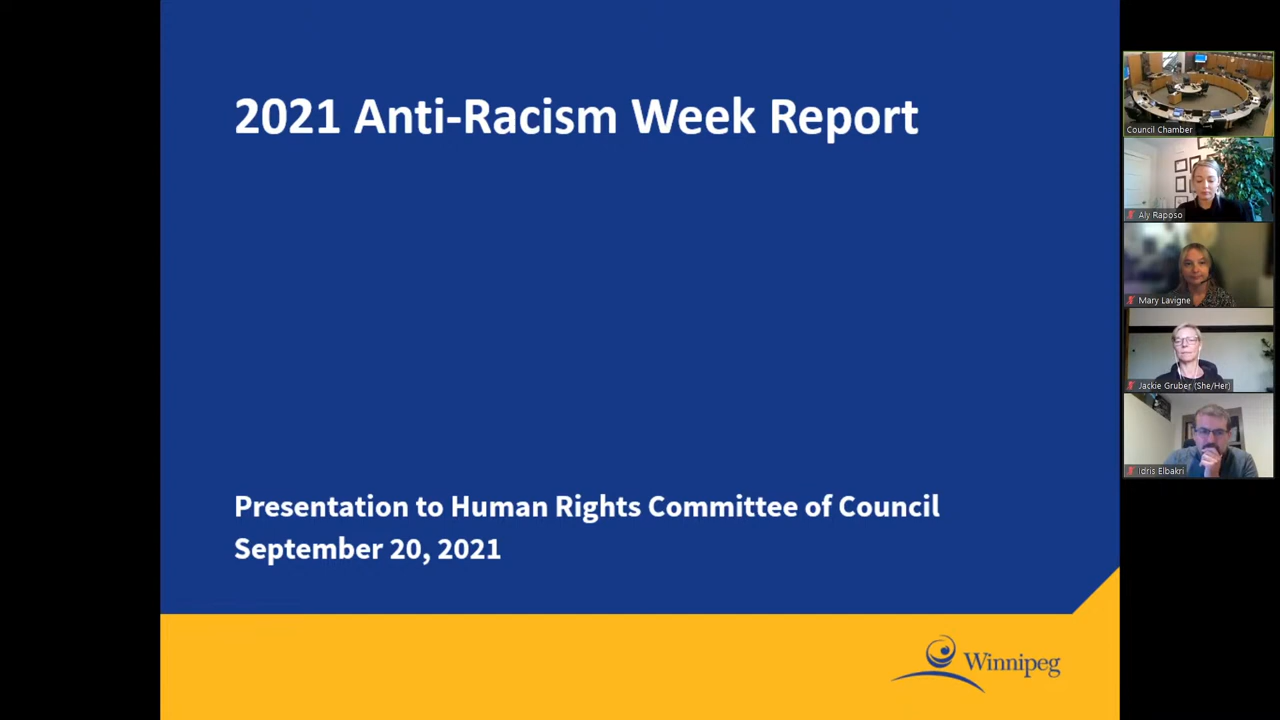 2021 Anti-Racism Week Report
Presentation to Human Rights Committee of Council
September 20, 2021
Winnipeg
Council Chamber
Aly Raposo
Mary Lavigne
Jackie Gruber (She/Her)
Idris Elbakri